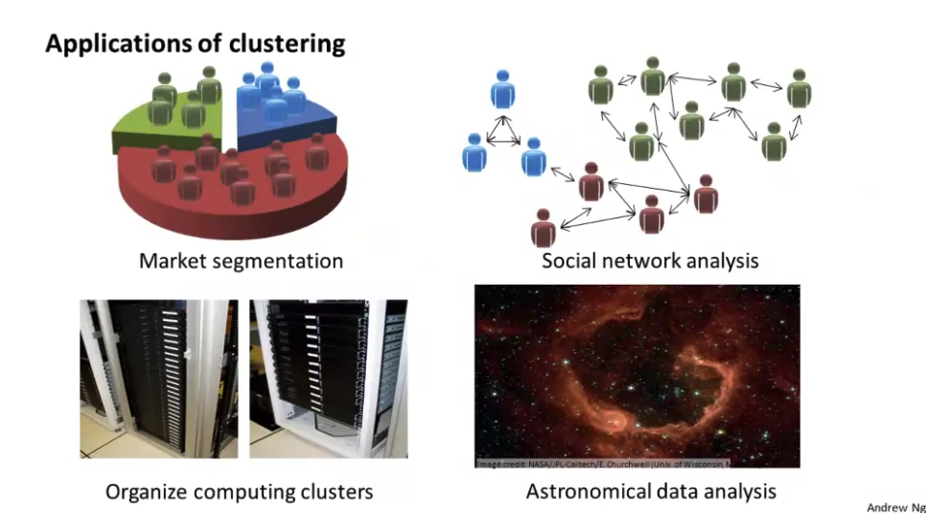 Applications of clustering
Market segmentation
Social network analysis
Image credit: NASA/JPL-Caltech/E. Churchwell (Univ. of Wisconsin,
Organize computing clusters
Astronomical data analysis
Andrew Ng